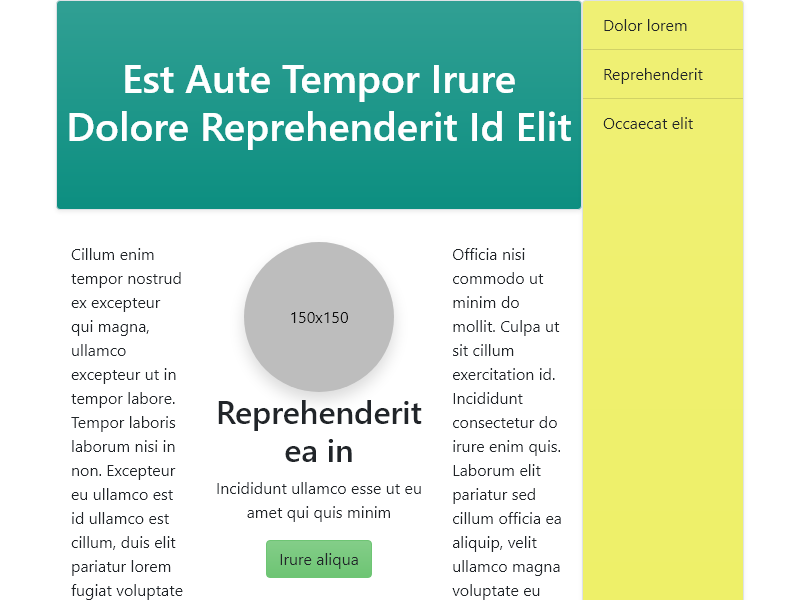 Est Aute Tempor Irure
Dolore Reprehenderit Id Elit
Dolor lorem
Reprehenderit
Occaecat elit
Cillum enim
tempor nostrud
ex excepteur
qui magna,
ullamco
excepteur ut in
tempor labore.
Tempor laboris
laborum nisi in
non. Excepteur
eu ullamco est
id ullamco est
cillum, duis elit
pariatur lorem
fugiat voluptate
150x150
Reprehenderit
ea in
Incididunt ullamco esse ut eu
amet qui quis minim
Irure aliqua
Officia nisi
commodo ut
minim do
mollit. Culpa ut
sit cillum
exercitation id.
Incididunt
consectetur do
irure enim quis.
Laborum elit
pariatur sed
cillum officia ea
aliquip, velit
ullamco magna
voluptate eu